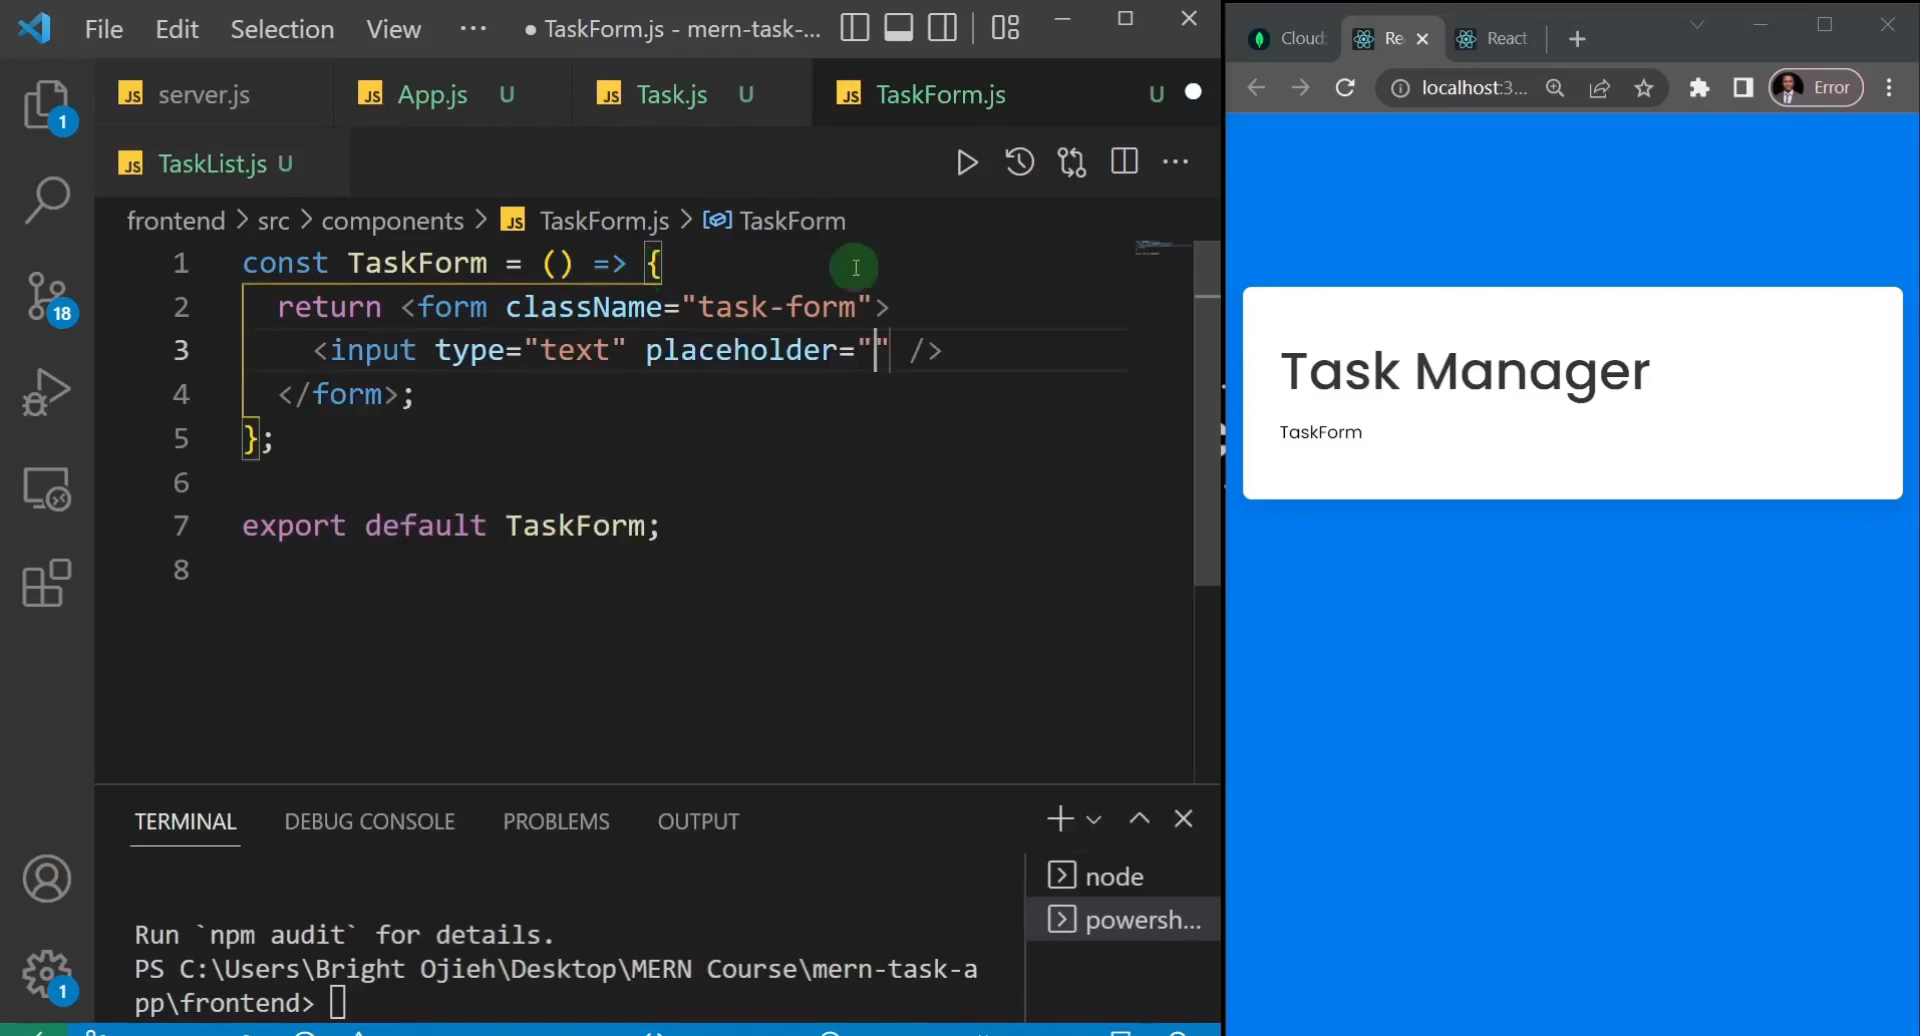 File Edit Selection View ··· ● TaskForm.js - mern-task-...
server.js App.js U Task.js U TaskForm.js U
TaskList.js U
frontend > src > components > TaskForm.js > TaskForm
1 const TaskForm = () => {
2 return <form className="task-form">
3 <input type="text" placeholder="" />
4 </form>;
5 };
6
7 export default TaskForm;
8
1
18
1
TERMINAL DEBUG CONSOLE PROBLEMS OUTPUT
node
powersh...
Run `npm audit` for details.
PS C:\Users\Bright Ojieh\Desktop\MERN Course\mern-task-a
pp\frontend>
Cloud Re React
localhost:3... Error
Task Manager
TaskForm